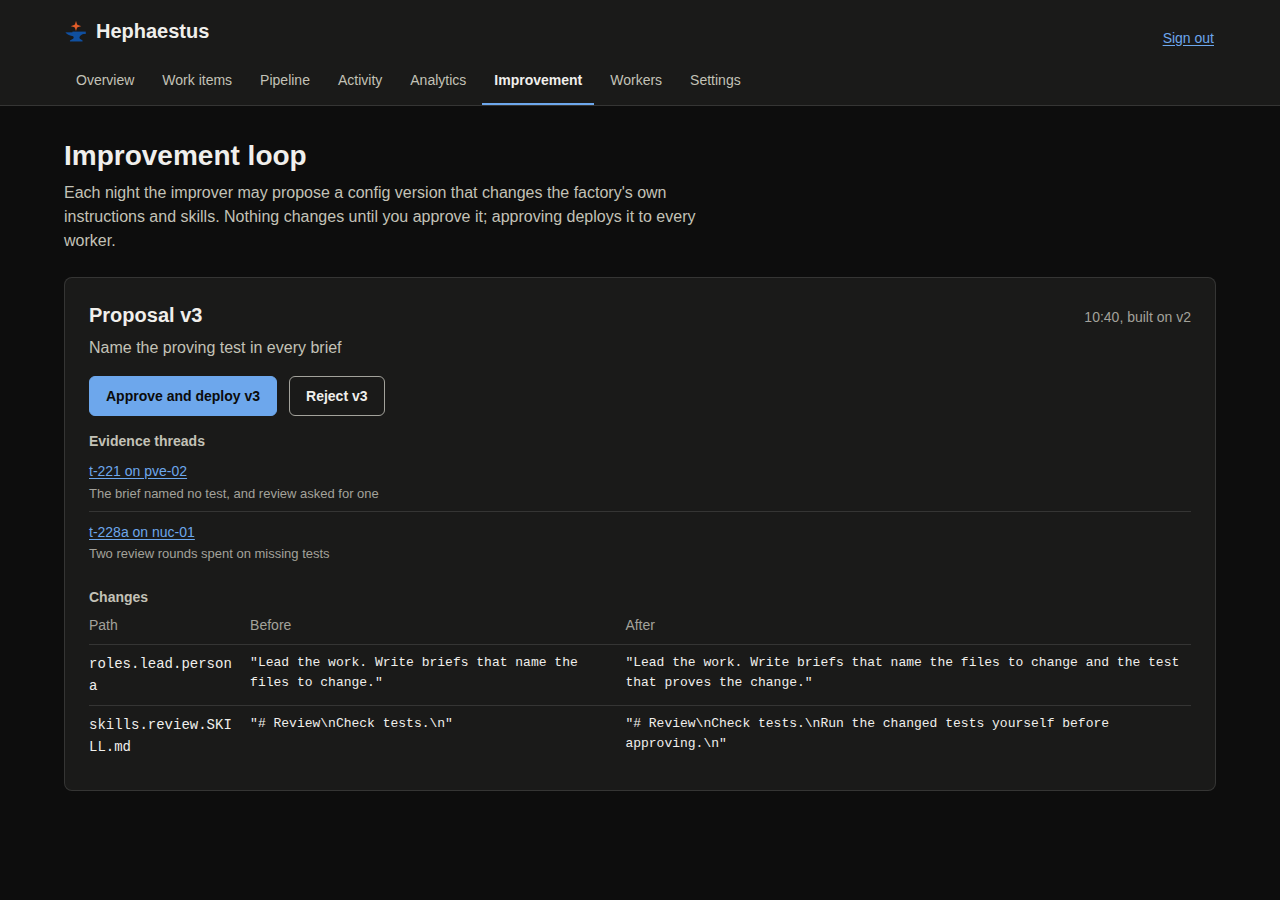 Hephaestus
Sign out
Overview Work items Pipeline Activity Analytics Improvement Workers Settings
Improvement loop
Each night the improver may propose a config version that changes the factory's own
instructions and skills. Nothing changes until you approve it; approving deploys it to every
worker.
Proposal v3
10:40, built on v2
Name the proving test in every brief
Approve and deploy v3 Reject v3
Evidence threads
t-221 on pve-02
The brief named no test, and review asked for one
t-228a on nuc-01
Two review rounds spent on missing tests
Changes
Path Before After
roles.lead.person "Lead the work. Write briefs that name the "Lead the work. Write briefs that name the files to change and the test
a files to change." that proves the change."
skills.review.SKI "# Review\nCheck tests.\n" "# Review\nCheck tests.\nRun the changed tests yourself before
LL.md approving.\n"